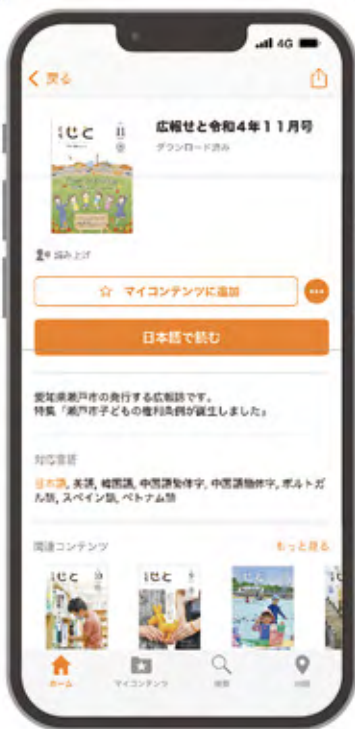 4G
戻る
せと 11
広報せと令和4年11月号
ダウンロード済み
読み上げ
☆ マイコンテンツに追加
日本語で読む
愛知県瀬戸市の発行する広報誌です。
特集「瀬戸市子どもの権利条例が誕生しました」
対応言語
日本語, 英語, 韓国語, 中国語繁体字, 中国語簡体字, ポルトガ
ル語, スペイン語, ベトナム語
関連コンテンツ
もっと見る
せと
せと
ホーム
マイコンテンツ
検索